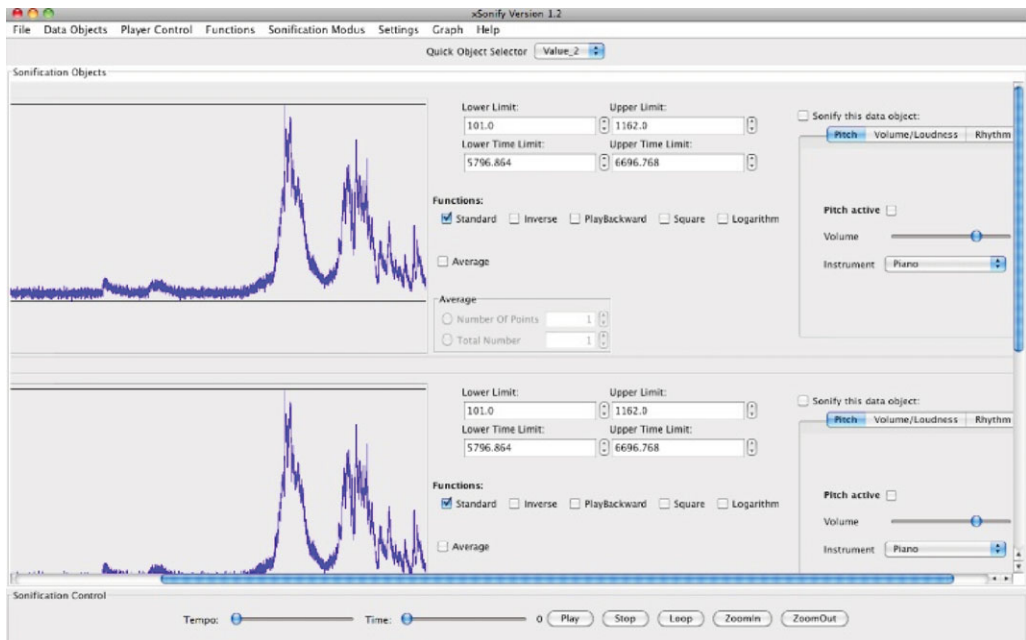 xSonify Version 1.2
File Data Objects Player Control Functions Sonification Modus Settings Graph Help
Quick Object Selector Value_2
Sonification Objects
Lower Limit: Upper Limit:
101.0 1162.0
Lower Time Limit: Upper Time Limit:
5796.864 6696.768
Functions:
Standard Inverse PlayBackward Square Logarithm
Average
Average
Number Of Points 1
Total Number 1
Sonify this data object:
Pitch Volume/Loudness Rhythm
Pitch active
Volume
Instrument Piano
Lower Limit: Upper Limit:
101.0 1162.0
Lower Time Limit: Upper Time Limit:
5796.864 6696.768
Functions:
Standard Inverse PlayBackward Square Logarithm
Average
Sonify this data object:
Pitch Volume/Loudness Rhythm
Pitch active
Volume
Instrument Piano
Sonification Control
Tempo: Time: 0 Play Stop Loop ZoomIn ZoomOut